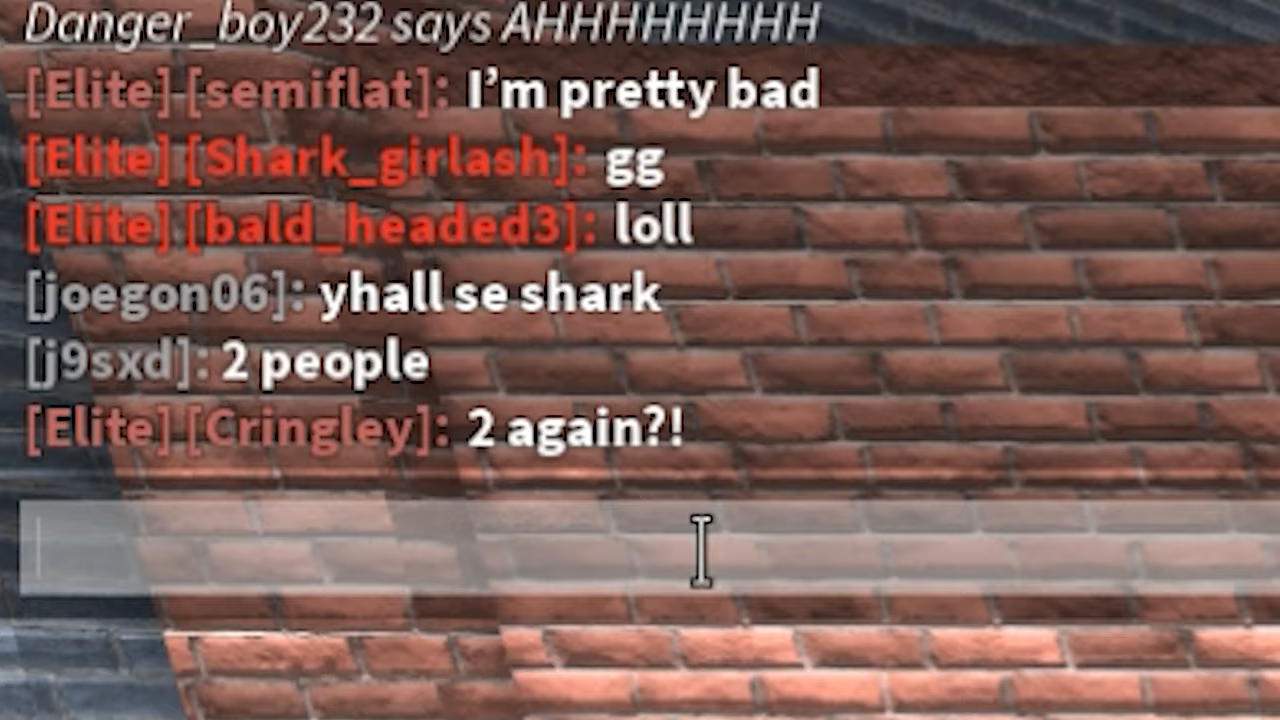 Danger_boy232 says AHHHHHHHH
[Elite] [semiflat]: I'm pretty bad
[Elite] [Shark_girlash]: gg
[Elite] [bald_headed3]: loll
[joegon06]: yhall se shark
[j9sxd]: 2 people
[Elite] [Cringley]: 2 again?!